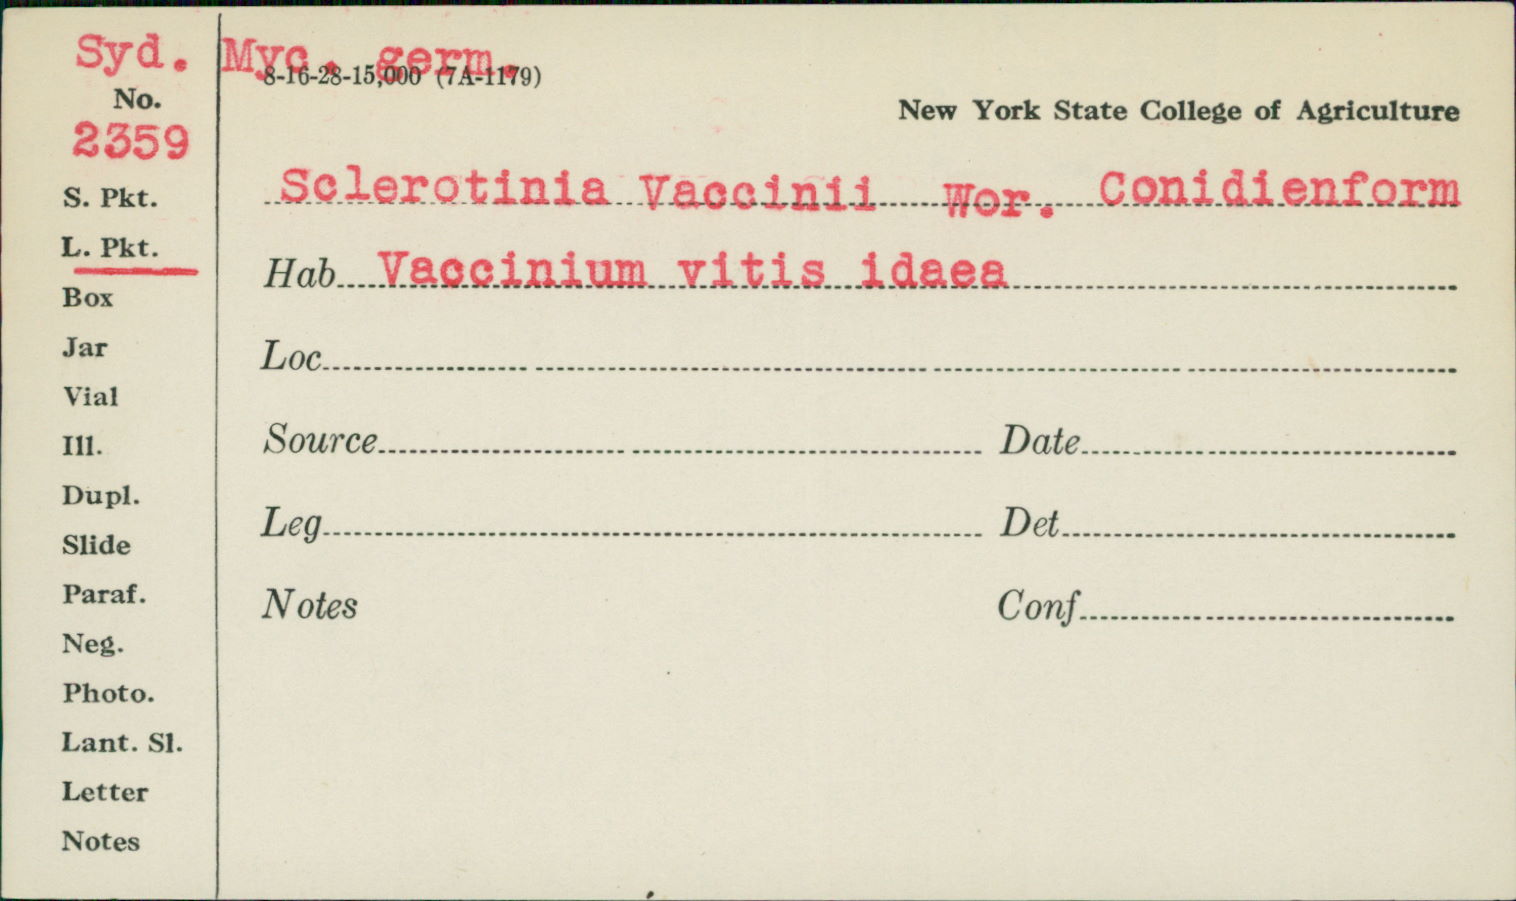 Syd. Myc. germ.
8-16-28-15,000 (7A-1179)
No.
New York State College of Agriculture
2359
Sclerotinia Vaccinii Wor. Conidienform
S. Pkt.
L. Pkt.
Hab Vaccinium vitis idaea
Box
Jar
Loc
Vial
Ill.
Source Date
Dupl.
Slide
Leg Det
Paraf.
Notes Conf
Neg.
Photo.
Lant. Sl.
Letter
Notes